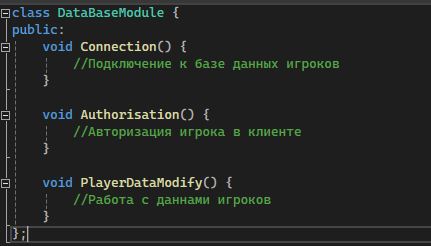 class DataBaseModule {
public:
void Connection() {
//Подключение к базе данных игроков
}
void Authorisation() {
//Авторизация игрока в клиенте
}
void PlayerDataModify() {
//Работа с даннами игроков
}
};